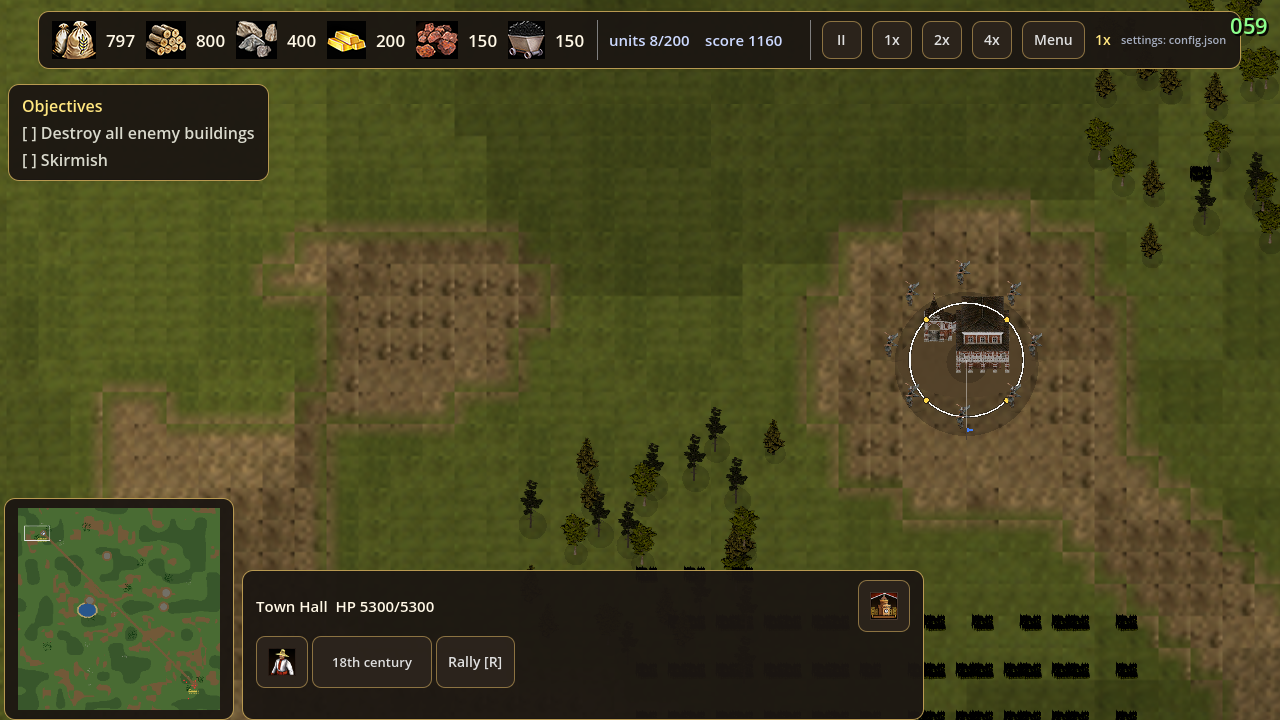 797 800 400 200 150 150 units 8/200 score 1160 II 1x 2x 4x Menu 1x settings: config.json 059
Objectives
[ ] Destroy all enemy buildings
[ ] Skirmish
Town Hall HP 5300/5300
18th century Rally [R]